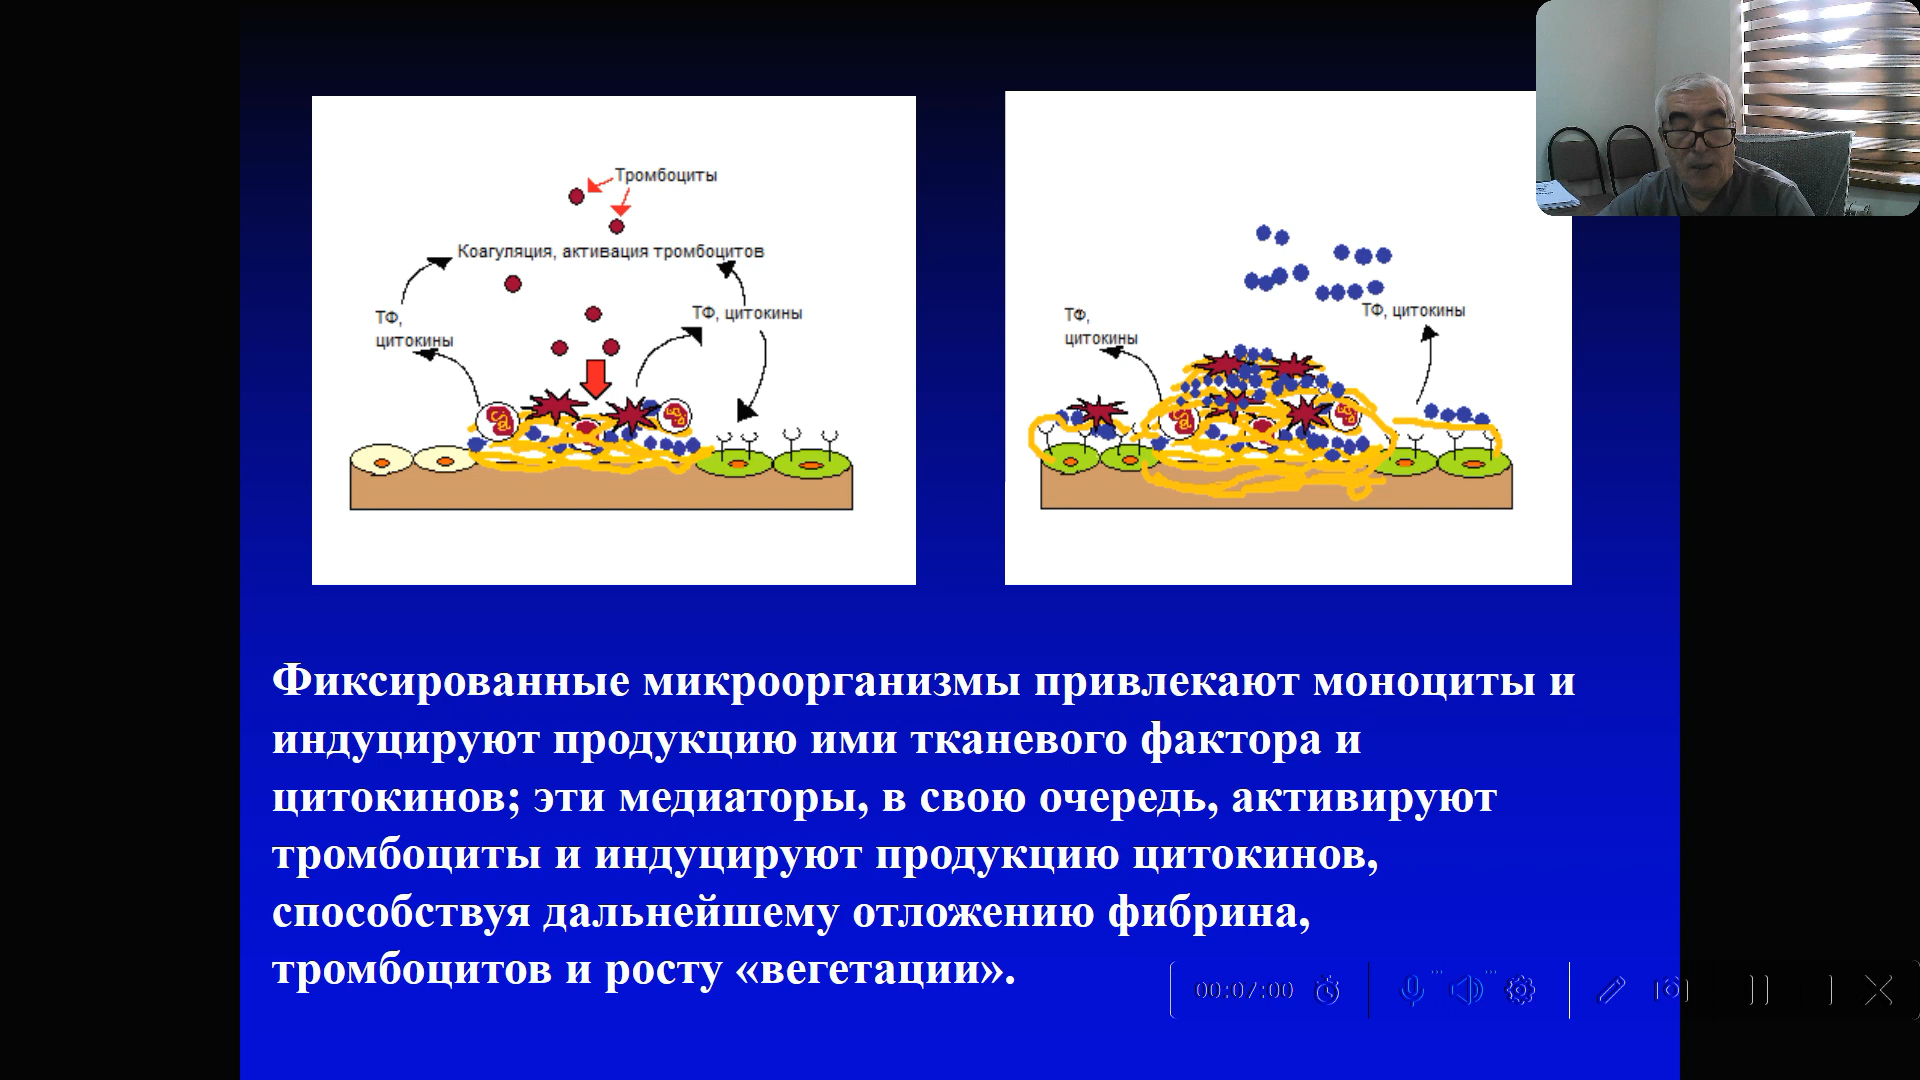 Тромбоциты
Коагуляция, активация тромбоцитов
ТФ,
цитокины
ТФ, цитокины
ТФ,
цитокины
ТФ, цитокины
Фиксированные микроорганизмы привлекают моноциты и
индуцируют продукцию ими тканевого фактора и
цитокинов; эти медиаторы, в свою очередь, активируют
тромбоциты и индуцируют продукцию цитокинов,
способствуя дальнейшему отложению фибрина,
тромбоцитов и росту «вегетации».
00:07:00